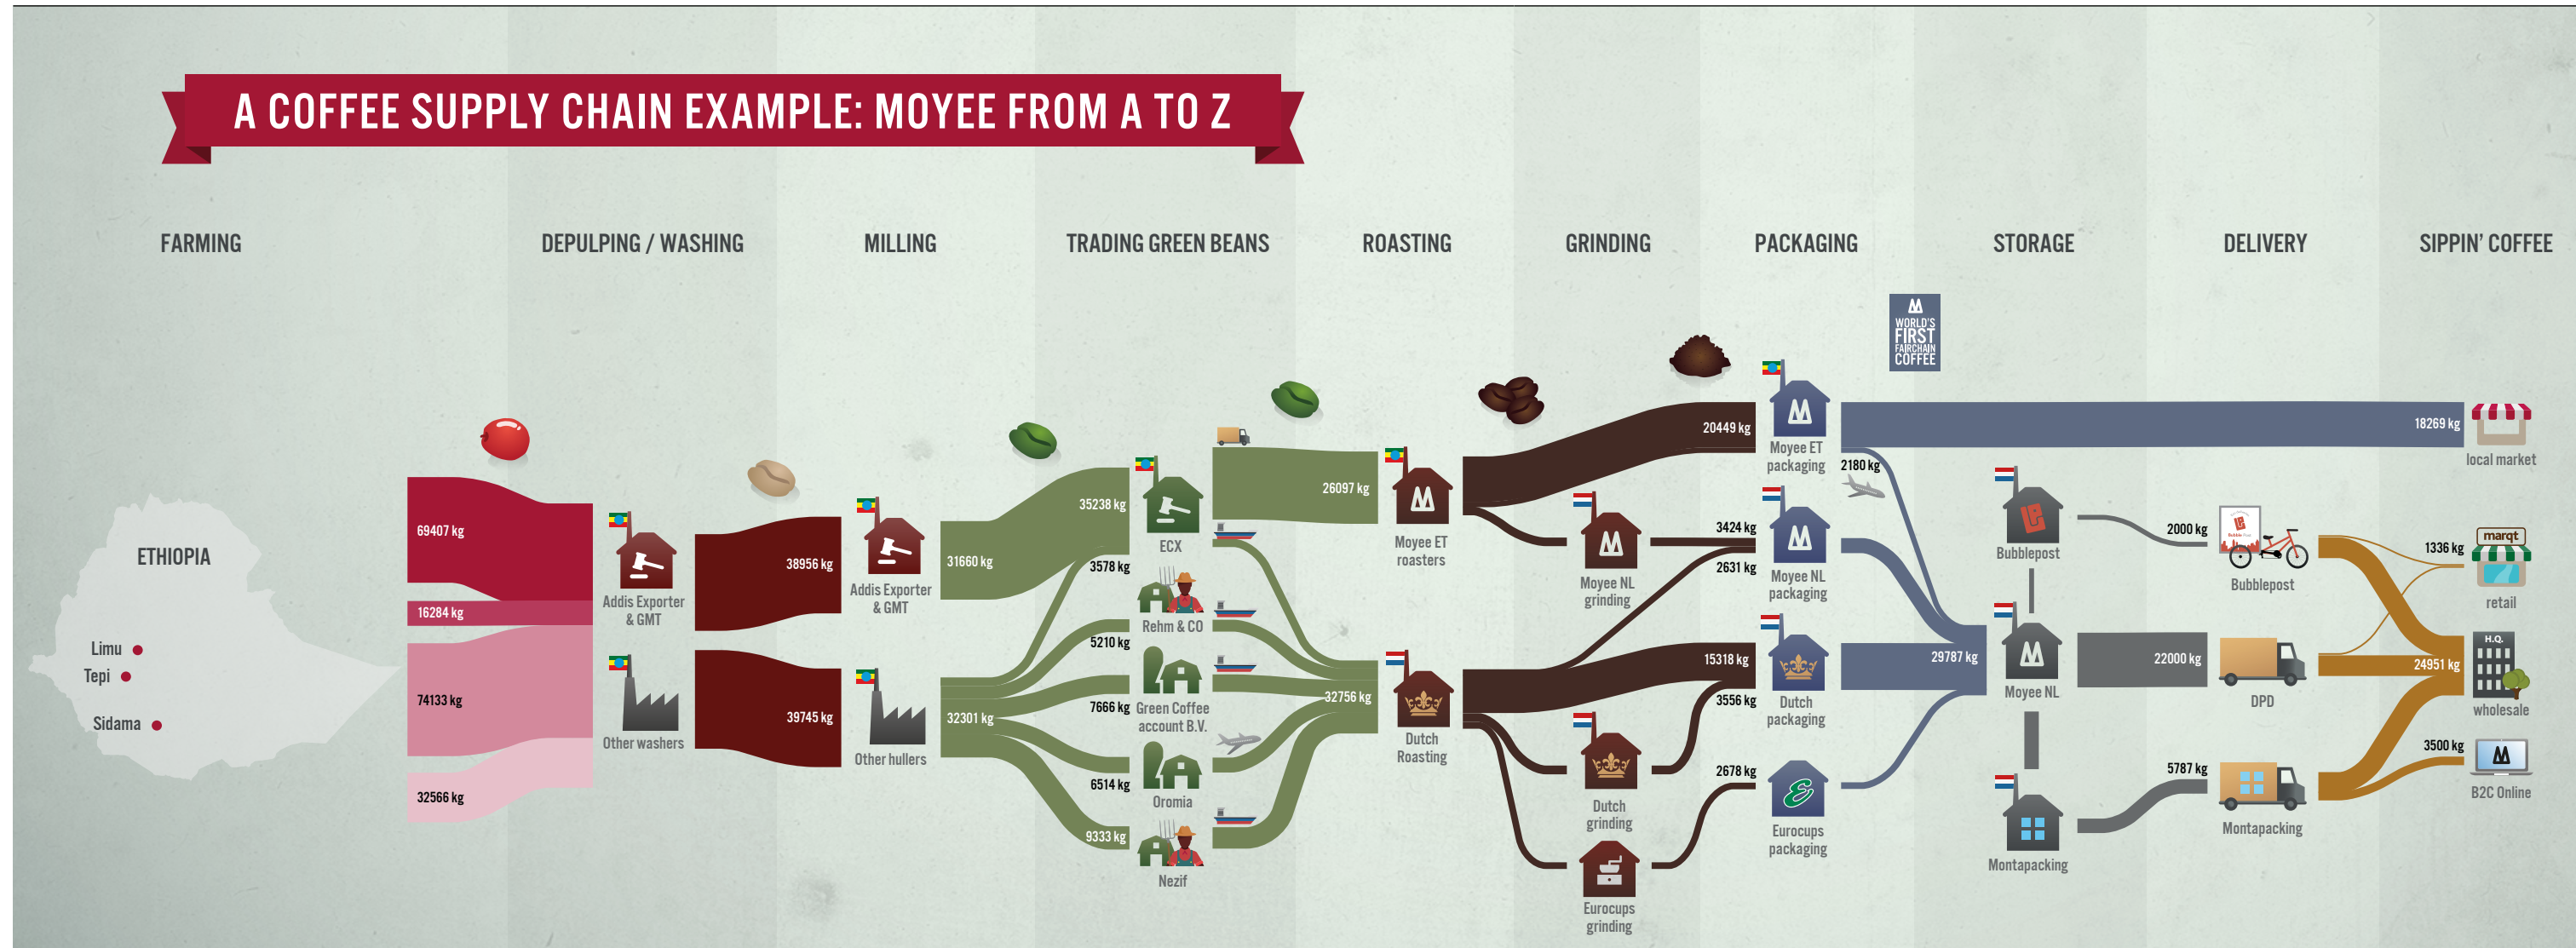 A COFFEE SUPPLY CHAIN EXAMPLE: MOYEE FROM A TO Z
FARMING
DEPULPING / WASHING
MILLING
TRADING GREEN BEANS
ROASTING
GRINDING
PACKAGING
STORAGE
DELIVERY
SIPPIN' COFFEE
ETHIOPIA
Limu
Tepi
Sidama
69407 kg
16284 kg
74133 kg
32566 kg
Addis Exporter
& GMT
Other washers
38956 kg
39745 kg
Addis Exporter
& GMT
Other hullers
31660 kg
32301 kg
35238 kg
3578 kg
5210 kg
7666 kg
6514 kg
9333 kg
ECX
Rehm & CO
Green Coffee
account B.V.
Oromia
Nezif
26097 kg
32756 kg
Moyee ET
roasters
Dutch
Roasting
Moyee NL
grinding
Dutch
grinding
Eurocups
grinding
20449 kg
3424 kg
2631 kg
15318 kg
3556 kg
2678 kg
Moyee ET
packaging
Moyee NL
packaging
Dutch
packaging
Eurocups
packaging
WORLD'S
FIRST
FAIRCHAIN
COFFEE
2180 kg
29787 kg
Bubblepost
Moyee NL
Montapacking
2000 kg
22000 kg
5787 kg
Bubblepost
DPD
Montapacking
18269 kg
1336 kg
24951 kg
3500 kg
local market
marqt
retail
H.Q.
wholesale
B2C Online